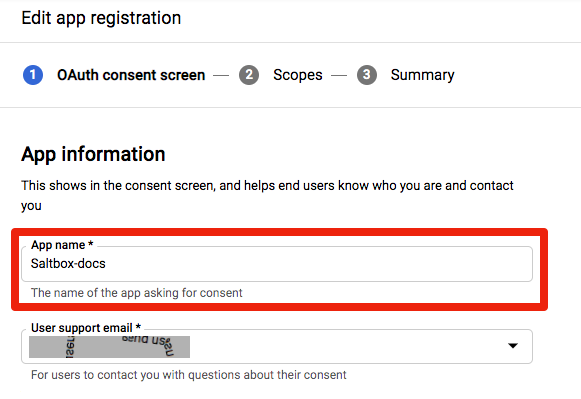 Edit app registration
1 OAuth consent screen — 2 Scopes — 3 Summary
App information
This shows in the consent screen, and helps end users know who you are and contact
you
App name *
Saltbox-docs
The name of the app asking for consent
User support email *
For users to contact you with questions about their consent